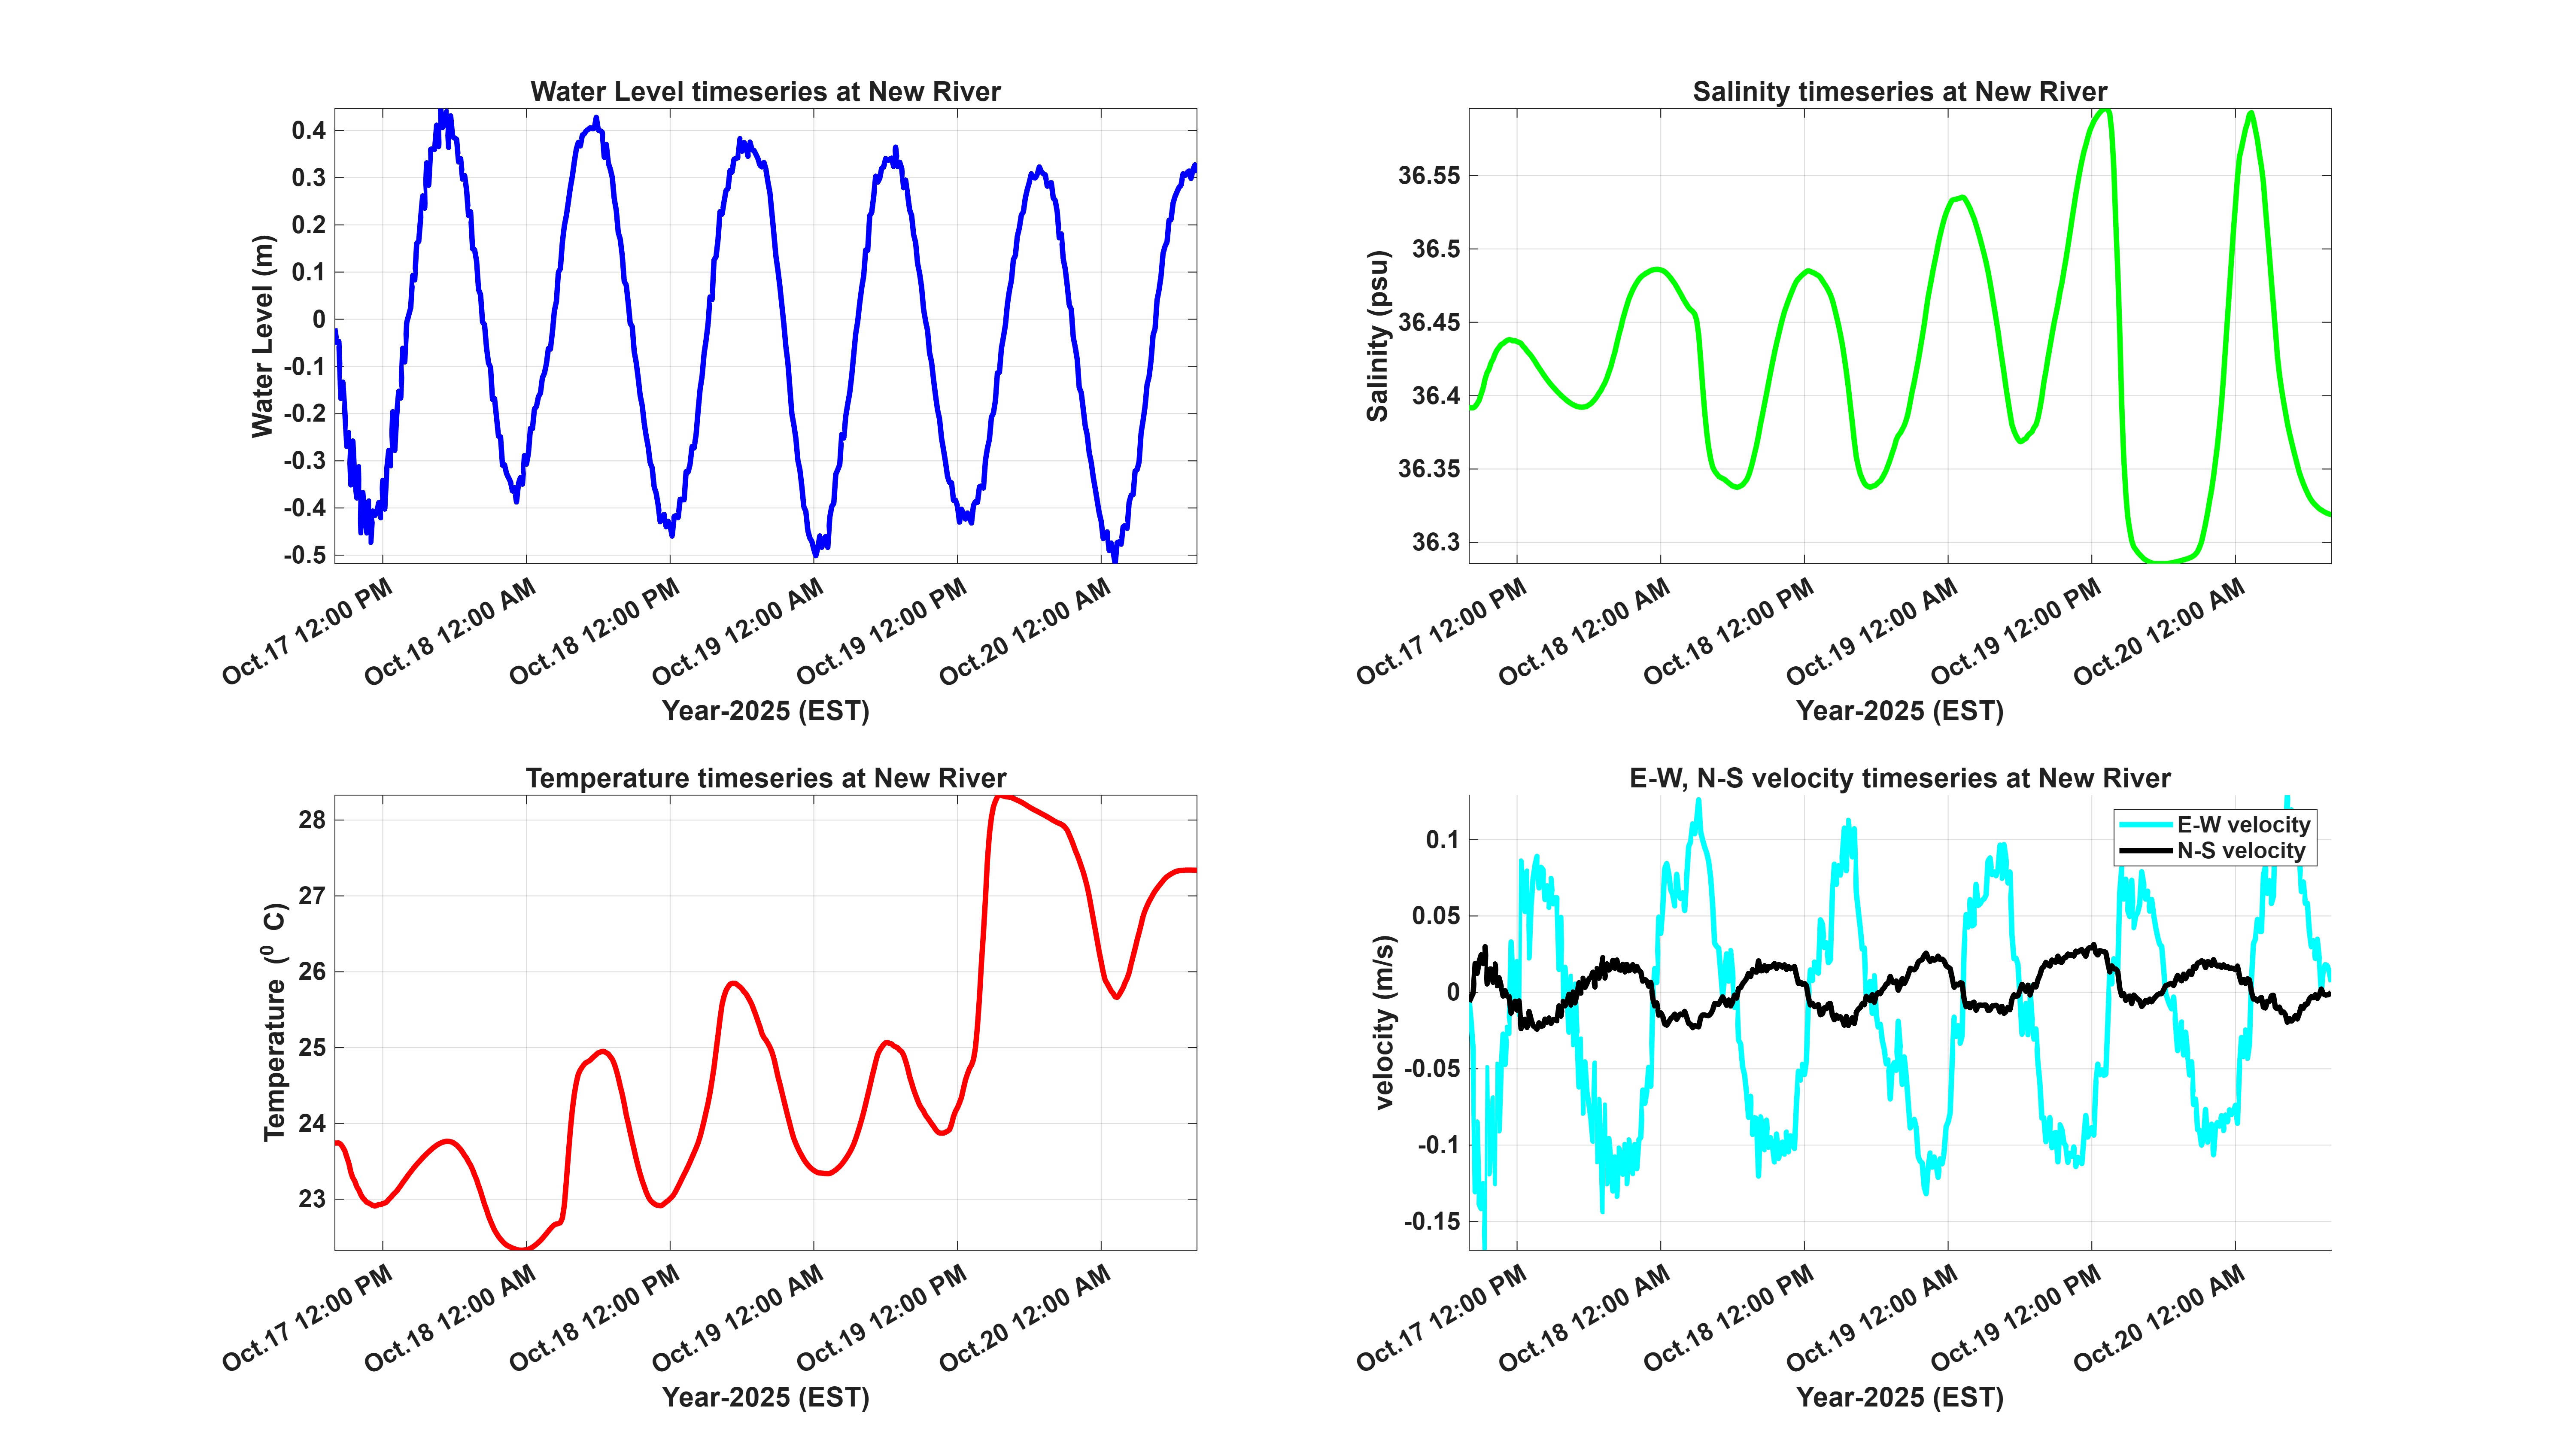 Water Level timeseries at New River
Water Level (m)
0.4
0.3
0.2
0.1
0
-0.1
-0.2
-0.3
-0.4
-0.5
Oct.17 12:00 PM
Oct.18 12:00 AM
Oct.18 12:00 PM
Oct.19 12:00 AM
Oct.19 12:00 PM
Oct.20 12:00 AM
Year-2025 (EST)
Salinity timeseries at New River
Salinity (psu)
36.55
36.5
36.45
36.4
36.35
36.3
Oct.17 12:00 PM
Oct.18 12:00 AM
Oct.18 12:00 PM
Oct.19 12:00 AM
Oct.19 12:00 PM
Oct.20 12:00 AM
Year-2025 (EST)
Temperature timeseries at New River
Temperature (⁰ C)
28
27
26
25
24
23
Oct.17 12:00 PM
Oct.18 12:00 AM
Oct.18 12:00 PM
Oct.19 12:00 AM
Oct.19 12:00 PM
Oct.20 12:00 AM
Year-2025 (EST)
E-W, N-S velocity timeseries at New River
velocity (m/s)
0.1
0.05
0
-0.05
-0.1
-0.15
E-W velocity
N-S velocity
Oct.17 12:00 PM
Oct.18 12:00 AM
Oct.18 12:00 PM
Oct.19 12:00 AM
Oct.19 12:00 PM
Oct.20 12:00 AM
Year-2025 (EST)